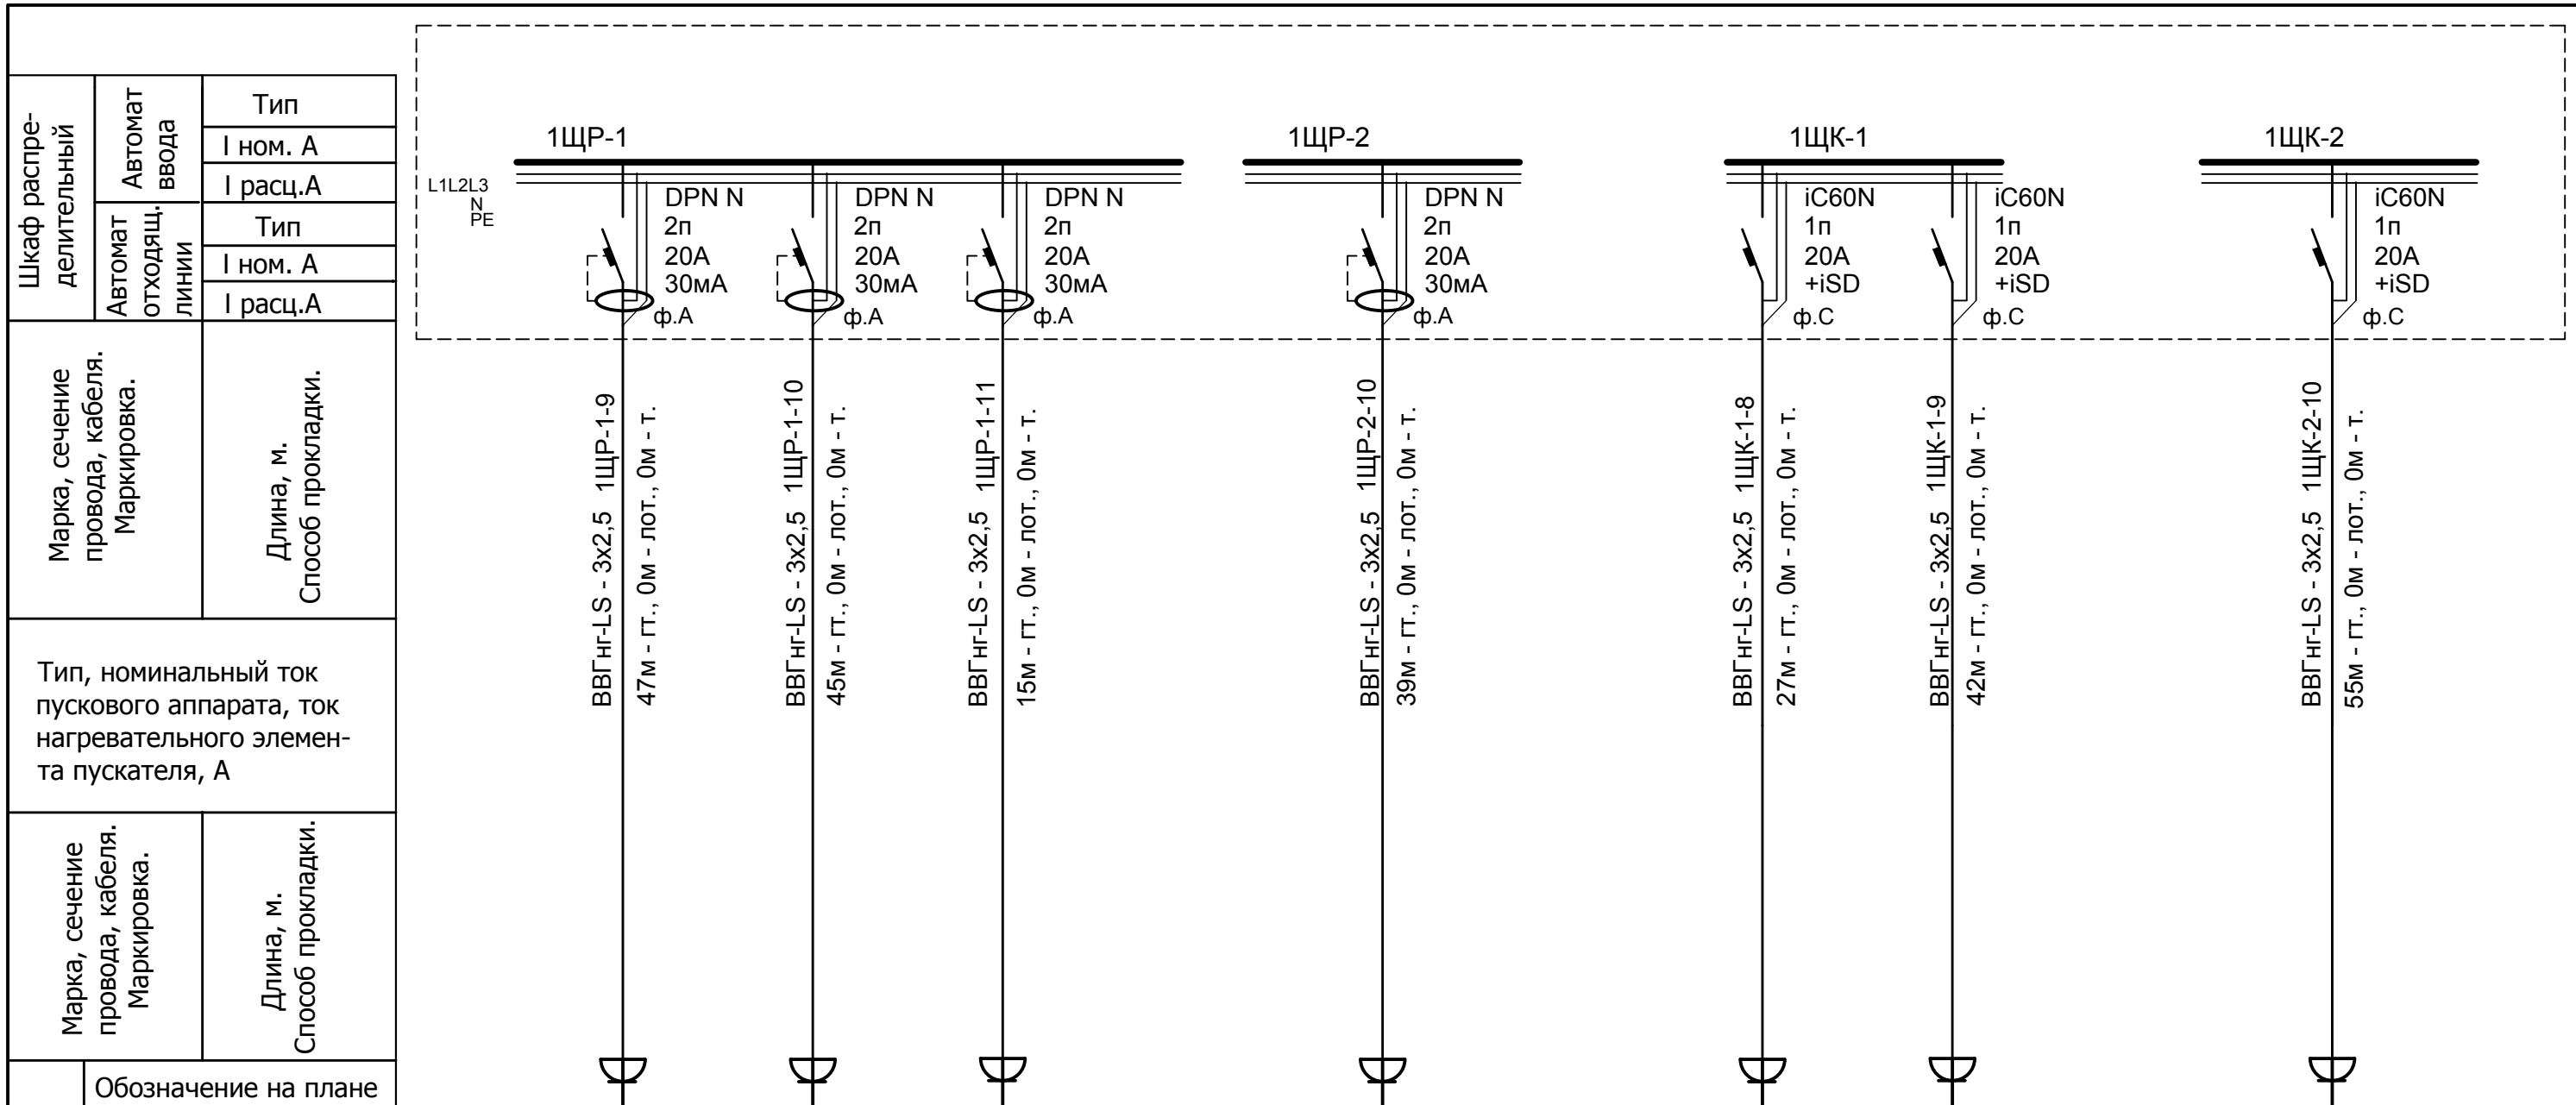 Шкаф распре-
делительный
Автомат
ввода
Тип
I ном. А
I расц.А
Автомат
отходящ.
линии
Тип
I ном. А
I расц.А
Марка, сечение
провода, кабеля.
Маркировка.
Длина, м.
Способ прокладки.
Тип, номинальный ток
пускового аппарата, ток
нагревательного элемен-
та пускателя, А
Марка, сечение
провода, кабеля.
Маркировка.
Длина, м.
Способ прокладки.
Обозначение на плане
L1L2L3
N
PE
1ЩР-1
DPN N
2п
20А
30мА
ф.А
ВВГнг-LS - 3х2,5 1ЩР-1-9
47м - гт., 0м - лот., 0м - т.
DPN N
2п
20А
30мА
ф.А
ВВГнг-LS - 3х2,5 1ЩР-1-10
45м - гт., 0м - лот., 0м - т.
DPN N
2п
20А
30мА
ф.А
ВВГнг-LS - 3х2,5 1ЩР-1-11
15м - гт., 0м - лот., 0м - т.
1ЩР-2
DPN N
2п
20А
30мА
ф.А
ВВГнг-LS - 3х2,5 1ЩР-2-10
39м - гт., 0м - лот., 0м - т.
1ЩК-1
iC60N
1п
20А
+iSD
ф.С
ВВГнг-LS - 3х2,5 1ЩК-1-8
27м - гт., 0м - лот., 0м - т.
iC60N
1п
20А
+iSD
ф.С
ВВГнг-LS - 3х2,5 1ЩК-1-9
42м - гт., 0м - лот., 0м - т.
1ЩК-2
iC60N
1п
20А
+iSD
ф.С
ВВГнг-LS - 3х2,5 1ЩК-2-10
55м - гт., 0м - лот., 0м - т.